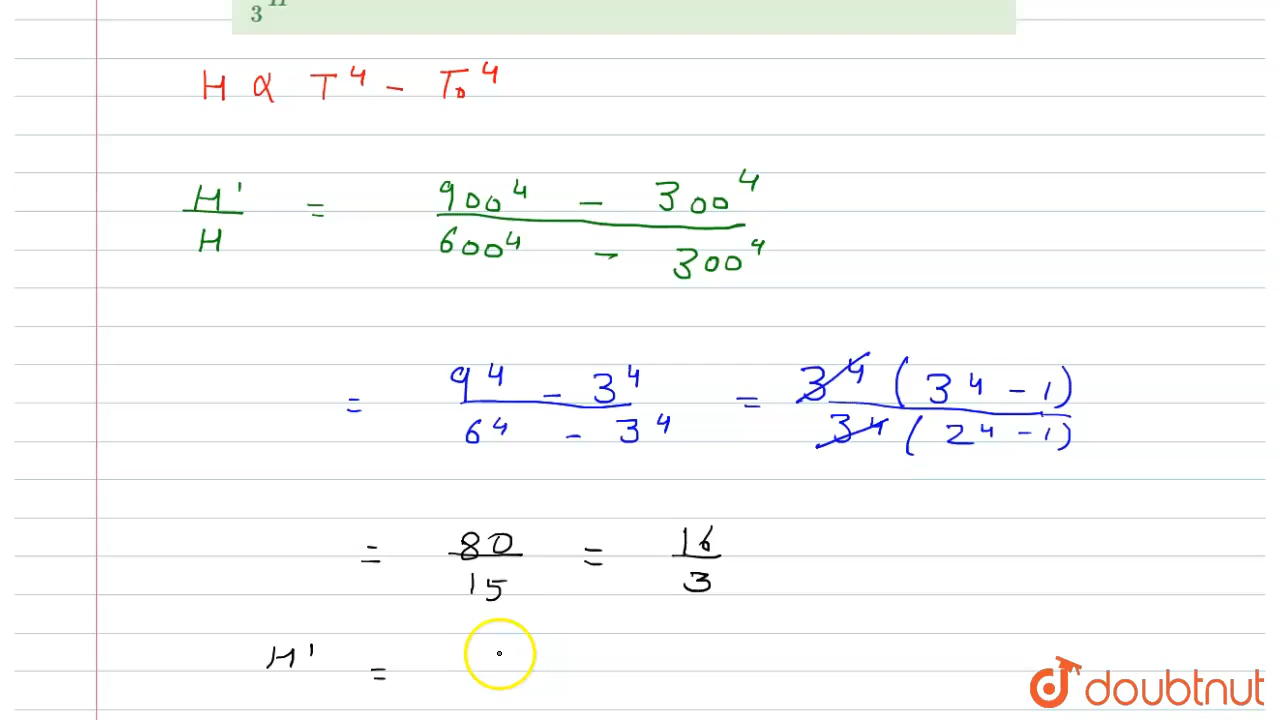 3 H
H ∝ T⁴ - T₀⁴
H' / H = 900⁴ - 300⁴ / 600⁴ - 300⁴
= 9⁴ - 3⁴ / 6⁴ - 3⁴ = 3⁴ ( 3⁴ - 1) / 3⁴ ( 2⁴ - 1)
= 80 / 15 = 16 / 3
H' =
doubtnut